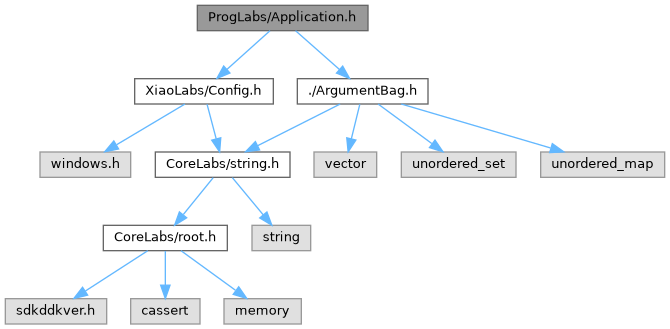 ProgLabs/Application.h
XiaoLabs/Config.h
./ArgumentBag.h
windows.h
CoreLabs/string.h
vector
unordered_set
unordered_map
CoreLabs/root.h
string
sdkddkver.h
cassert
memory